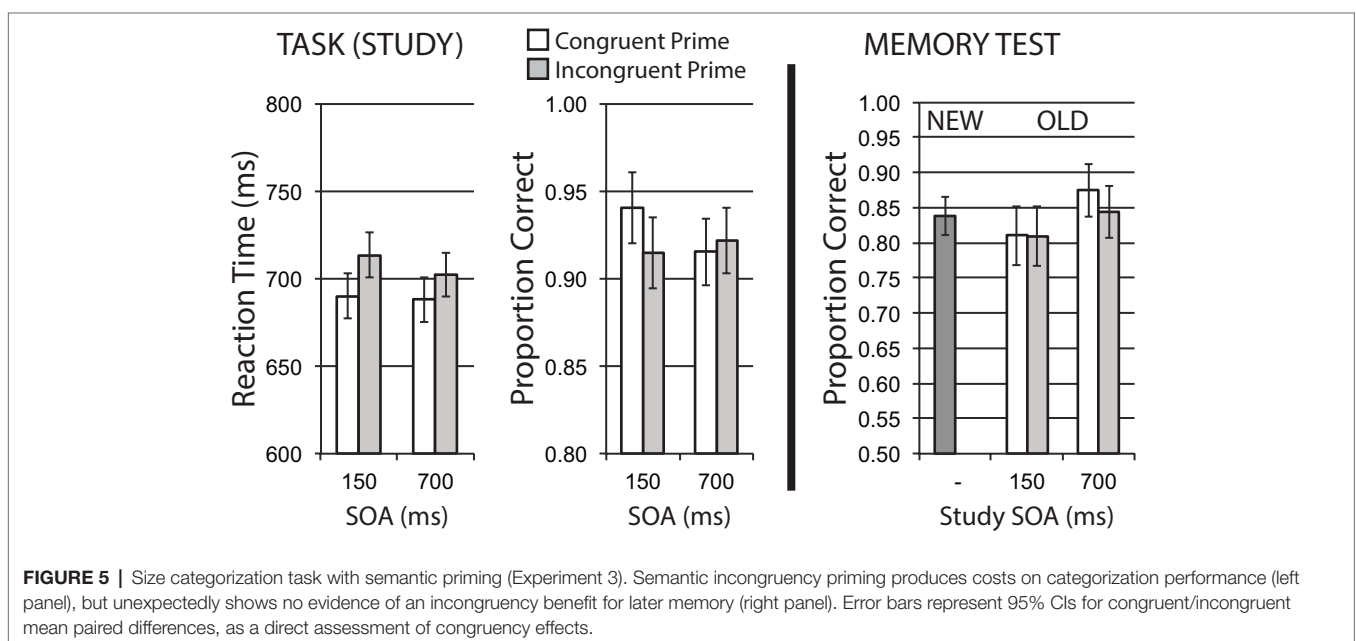 TASK (STUDY)
Congruent Prime
Incongruent Prime
MEMORY TEST
Reaction Time (ms)
800
750
700
650
600
150 700
SOA (ms)
Proportion Correct
1.00
0.95
0.90
0.85
0.80
150 700
SOA (ms)
Proportion Correct
1.00
0.95
0.90
0.85
0.80
0.75
0.70
0.65
0.60
0.55
0.50
NEW OLD
- 150 700
Study SOA (ms)
FIGURE 5 | Size categorization task with semantic priming (Experiment 3). Semantic incongruency priming produces costs on categorization performance (left
panel), but unexpectedly shows no evidence of an incongruency benefit for later memory (right panel). Error bars represent 95% CIs for congruent/incongruent
mean paired differences, as a direct assessment of congruency effects.